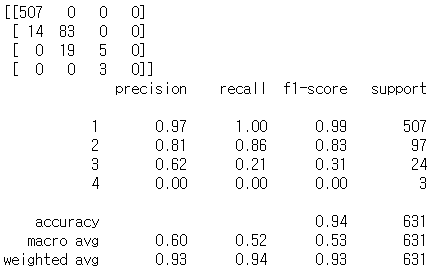 [[507 0 0 0]
[ 14 83 0 0]
[ 0 19 5 0]
[ 0 0 3 0]]
precision recall f1-score support
1 0.97 1.00 0.99 507
2 0.81 0.86 0.83 97
3 0.62 0.21 0.31 24
4 0.00 0.00 0.00 3
accuracy 0.94 631
macro avg 0.60 0.52 0.53 631
weighted avg 0.93 0.94 0.93 631